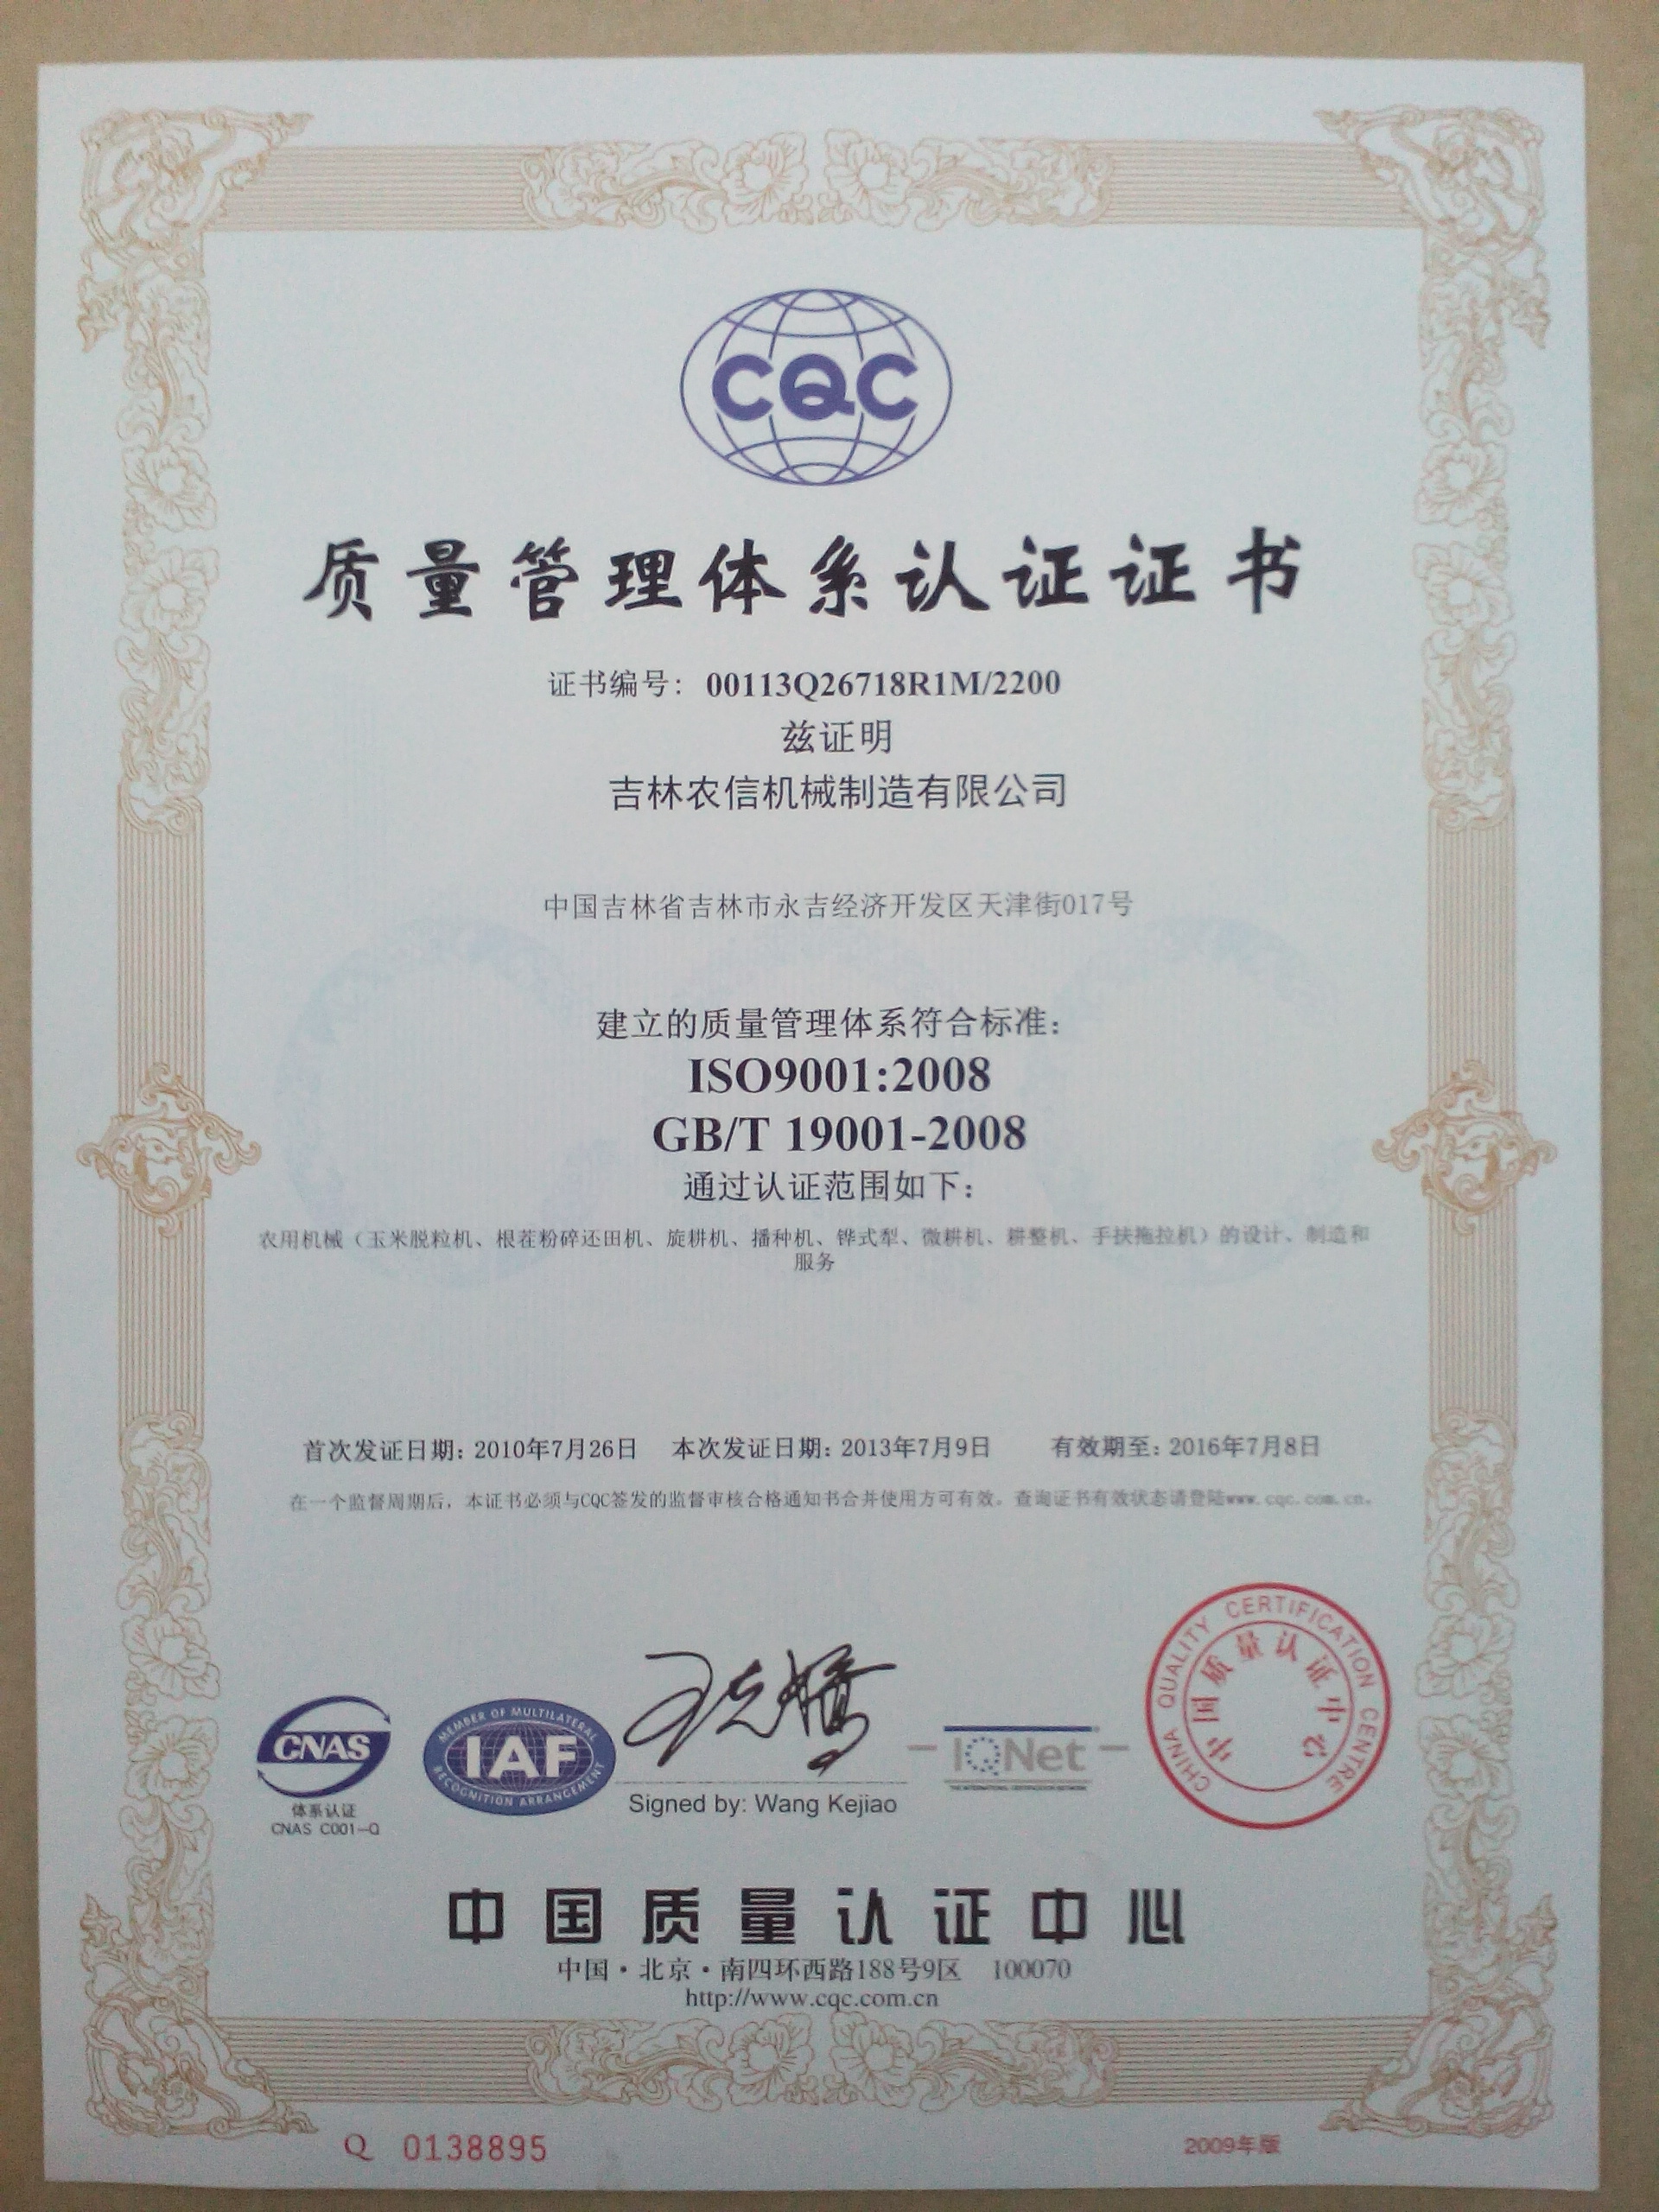 CQC
质量管理体系认证证书
证书编号：00113Q26718R1M/2200
兹证明
吉林农信机械制造有限公司
中国吉林省吉林市永吉经济开发区天津街017号
建立的质量管理体系符合标准：
ISO9001:2008
GB/T 19001-2008
通过认证范围如下：
农用机械（玉米脱粒机、根茬粉碎还田机、旋耕机、播种机、铧式犁、微耕机、耕整机、手扶拖拉机）的设计、制造和
服务
首次发证日期：2010年7月26日 本次发证日期：2013年7月9日 有效期至：2016年7月8日
在一个监督周期后，本证书必须与CQC签发的监督审核合格通知书合并使用方可有效。查询证书有效状态请登陆www.cqc.com.cn。
CNAS
体系认证
CNAS C001-Q
MEMBER OF MULTILATERAL
IAF
RECOGNITION ARRANGEMENT
王克娇
Signed by: Wang Kejiao
IQNet
THE INTERNATIONAL CERTIFICATION NETWORK
CHINA QUALITY CERTIFICATION CENTRE
中国质量认证中心
中国质量认证中心
中国·北京·南四环西路188号9区 100070
http://www.cqc.com.cn
Q 0138895
2009年版